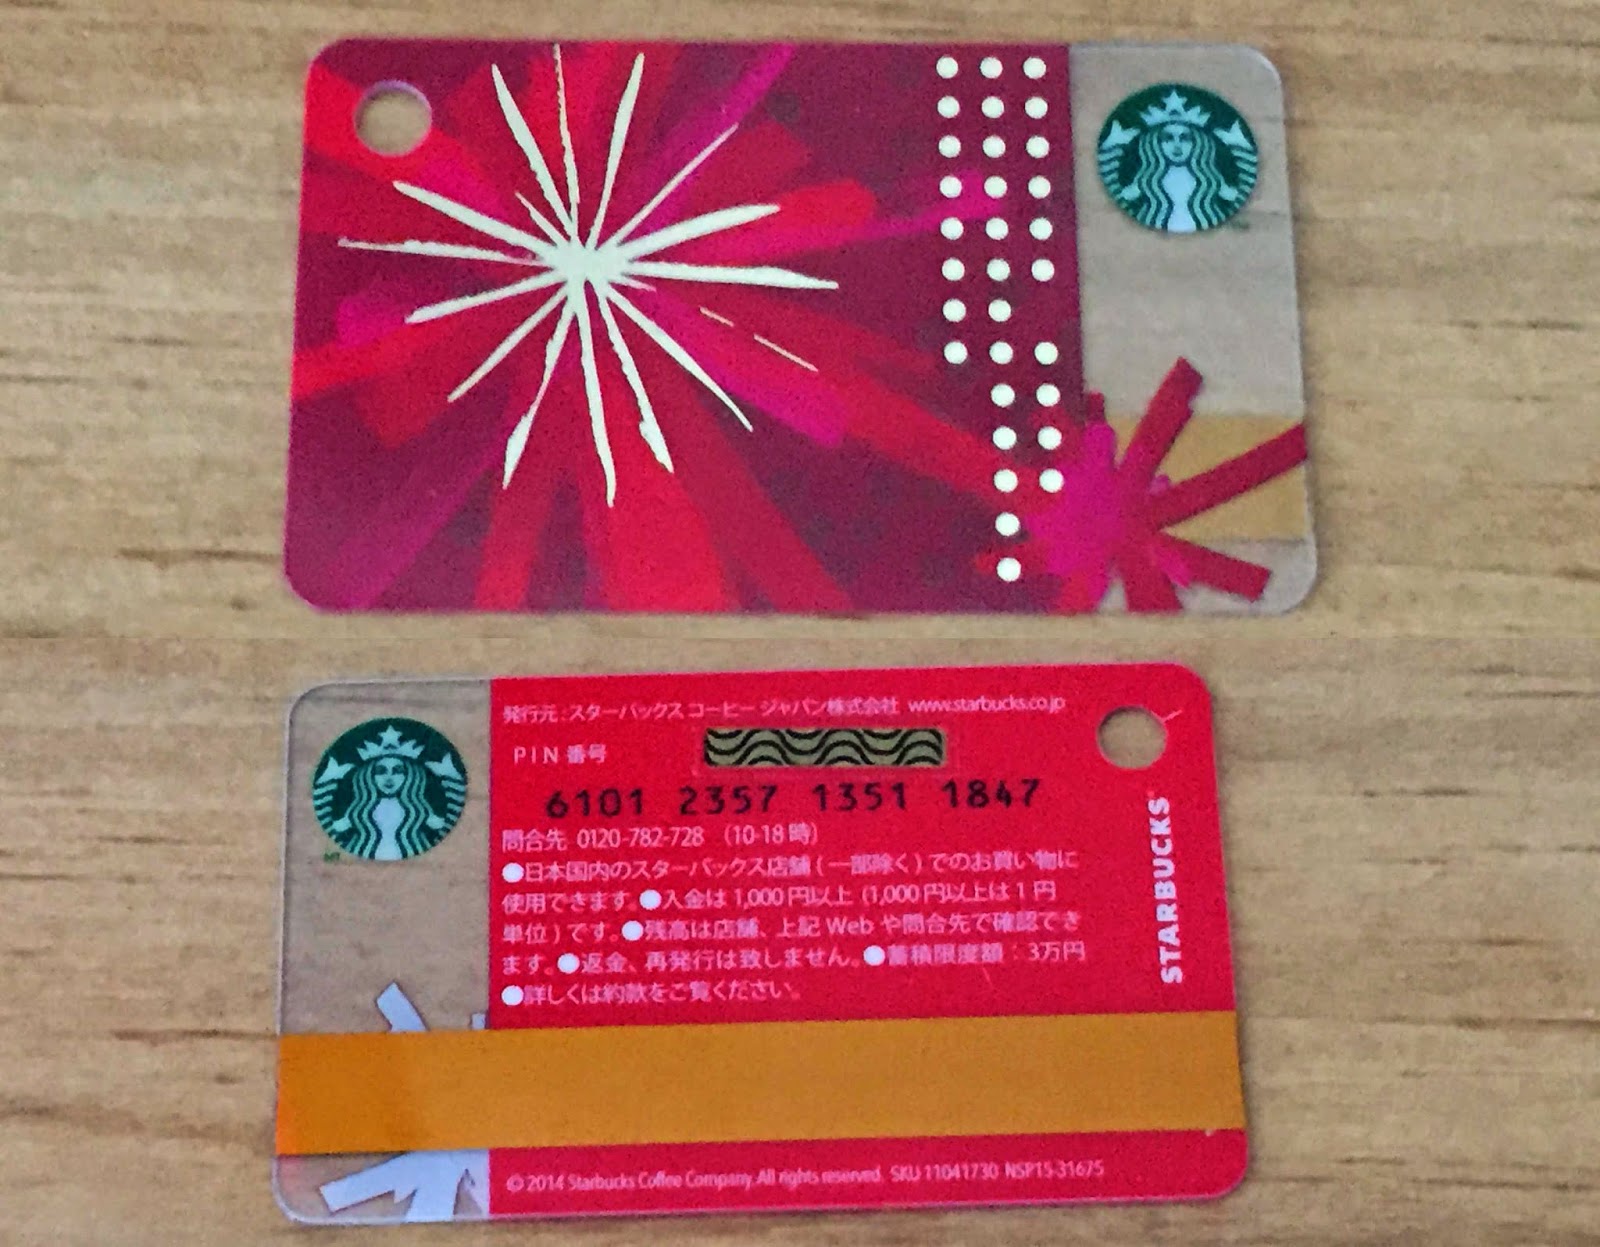 発行元:スターバックス コーヒー ジャパン株式会社 www.starbucks.co.jp
PIN 番号
6101 2357 1351 1847
問合先 0120-782-728 (10-18時)
●日本国内のスターバックス店舗(一部除く)でのお買い物に
使用できます。●入金は1,000円以上(1,000円以上は1円
単位)です。●残高は店舗、上記Webや問合先で確認でき
ます。●返金、再発行は致しません。●蓄積限度額:3万円
●詳しくは約款をご覧ください。
STARBUCKS
© 2014 Starbucks Coffee Company. All rights reserved. SKU 11041730 NSP15-31675